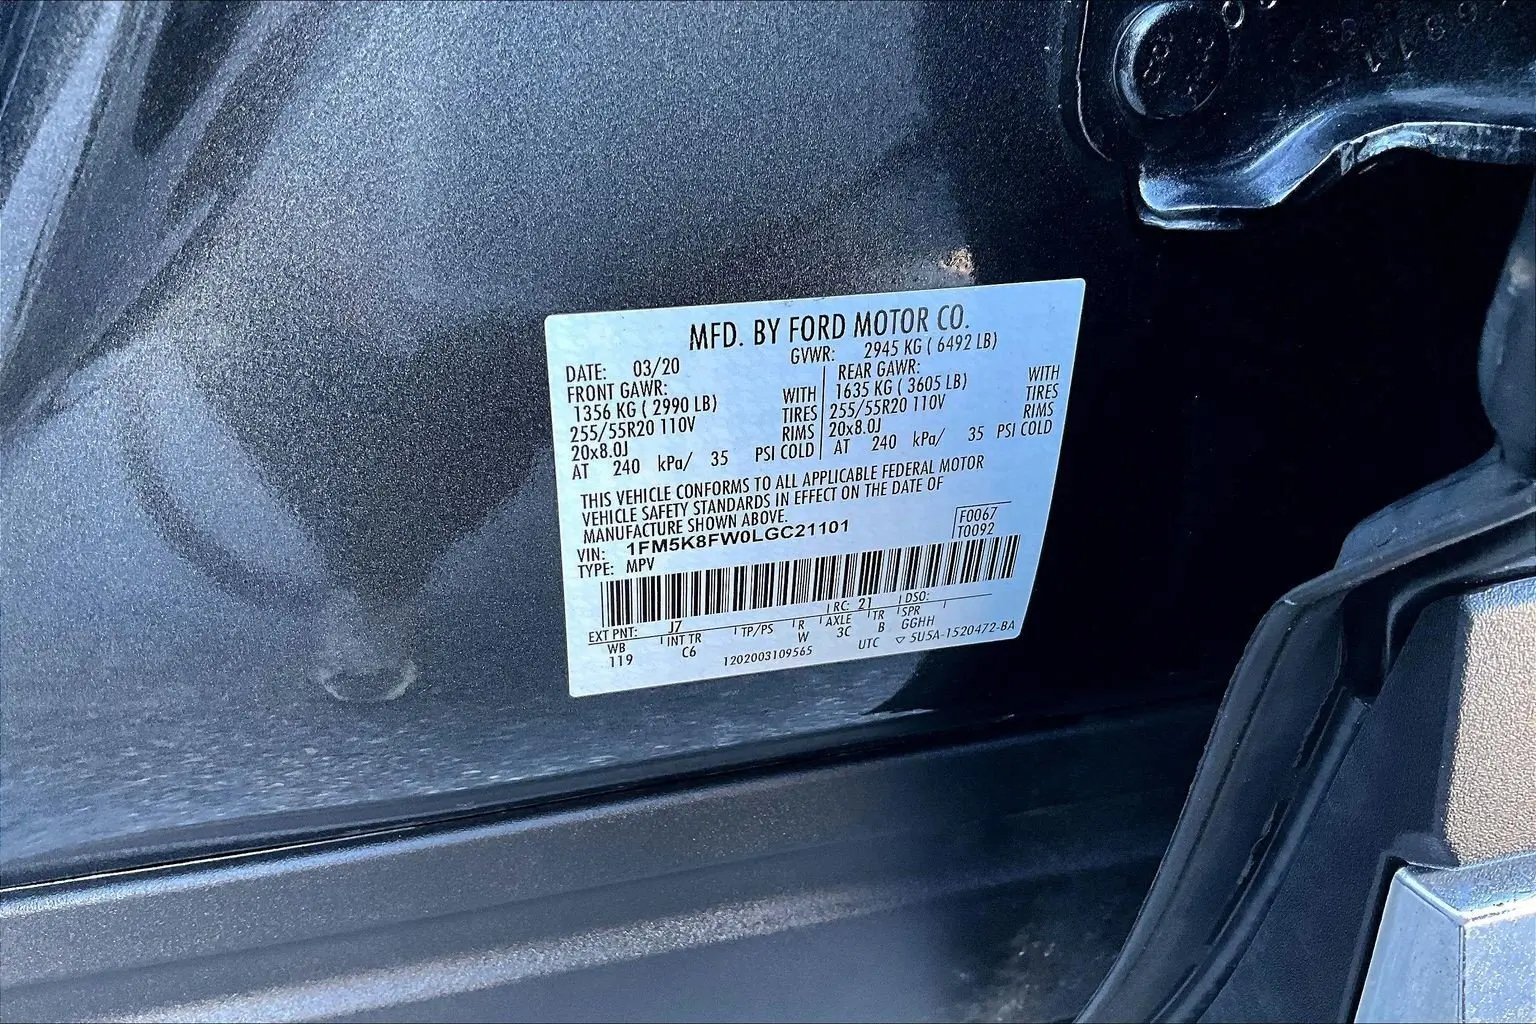 MFD. BY FORD MOTOR CO.
DATE: 03/20 GVWR: 2945 KG ( 6492 LB)
FRONT GAWR: REAR GAWR:
1356 KG ( 2990 LB) WITH 1635 KG ( 3605 LB) WITH
255/55R20 110V TIRES 255/55R20 110V TIRES
20x8.0J RIMS 20x8.0J RIMS
AT 240 kPa/ 35 PSI COLD AT 240 kPa/ 35 PSI COLD
THIS VEHICLE CONFORMS TO ALL APPLICABLE FEDERAL MOTOR
VEHICLE SAFETY STANDARDS IN EFFECT ON THE DATE OF
MANUFACTURE SHOWN ABOVE.
VIN: 1FM5K8FW0LGC21101 F0067
TYPE: MPV T0092
EXT PNT: J7 RC: 21 DSO:
WB INT TR TP/PS R AXLE TR SPR
119 C6 W 3C B GGHH
1202003109565 UTC ▽ 5U5A-1520472-BA